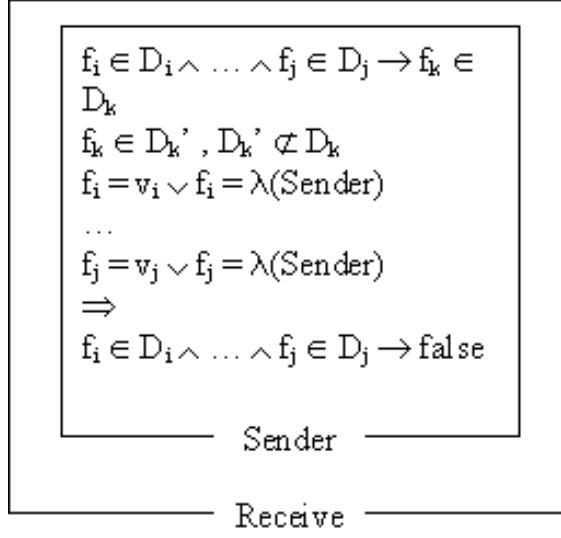 fᵢ ∈ Dᵢ ∧ … ∧ fⱼ ∈ Dⱼ → fₖ ∈
Dₖ
fₖ ∈ Dₖ’ , Dₖ’ ⊄ Dₖ
fᵢ = vᵢ ∨ fᵢ = λ(Sender)
…
fⱼ = vⱼ ∨ fⱼ = λ(Sender)
⇒
fᵢ ∈ Dᵢ ∧ … ∧ fⱼ ∈ Dⱼ → false
Sender
Receive